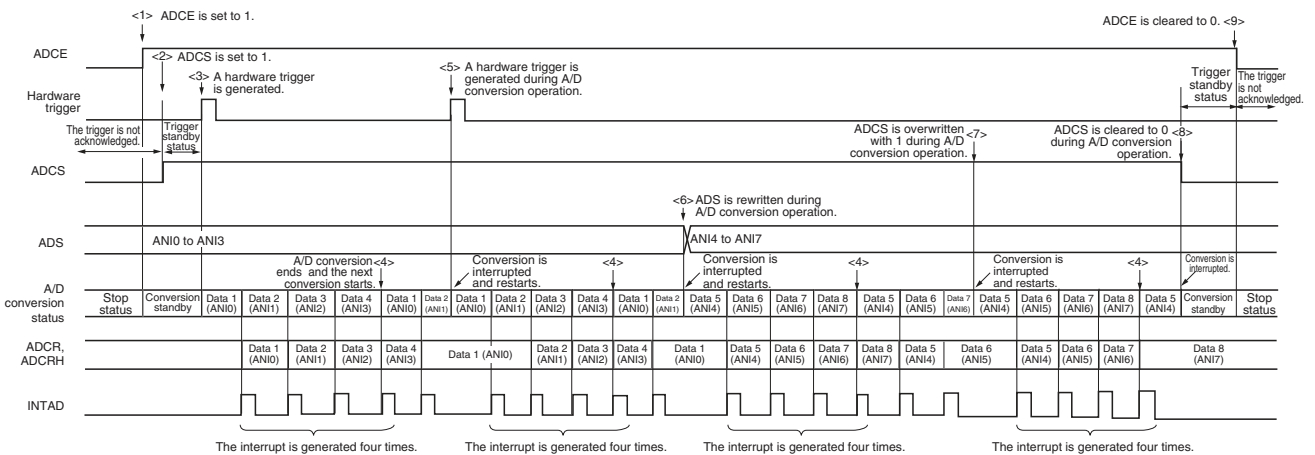 <1> ADCE is set to 1.
ADCE is cleared to 0. <9>
ADCE
<2> ADCS is set to 1.
<3> A hardware trigger
is generated.
<5> A hardware trigger is
generated during A/D
conversion operation.
Trigger
standby
status
The trigger
is not
acknowledged.
Hardware
trigger
The trigger is not
acknowledged.
Trigger
standby
status
ADCS is overwritten
with 1 during A/D
conversion operation.
<7>
ADCS is cleared to 0
during A/D conversion
operation.
<8>
ADCS
<6> ADS is rewritten during
A/D conversion operation.
ADS
ANI0 to ANI3
ANI4 to ANI7
A/D conversion
ends and the next
conversion starts.
<4>
Conversion is
interrupted
and restarts.
<4>
Conversion is
interrupted
and restarts.
<4>
Conversion is
interrupted
and restarts.
<4>
Conversion is
interrupted.
A/D
conversion
status
Stop
status
Conversion
standby
Data 1
(ANI0)
Data 2
(ANI1)
Data 3
(ANI2)
Data 4
(ANI3)
Data 1
(ANI0)
Data 2
(ANI1)
Data 1
(ANI0)
Data 2
(ANI1)
Data 3
(ANI2)
Data 4
(ANI3)
Data 1
(ANI0)
Data 2
(ANI1)
Data 5
(ANI4)
Data 6
(ANI5)
Data 7
(ANI6)
Data 8
(ANI7)
Data 5
(ANI4)
Data 6
(ANI5)
Data 7
(ANI6)
Data 5
(ANI4)
Data 6
(ANI5)
Data 7
(ANI6)
Data 8
(ANI7)
Data 5
(ANI4)
Conversion
standby
Stop
status
ADCR,
ADCRH
Data 1
(ANI0)
Data 2
(ANI1)
Data 3
(ANI2)
Data 4
(ANI3)
Data 1 (ANI0)
Data 2
(ANI1)
Data 3
(ANI2)
Data 4
(ANI3)
Data 1
(ANI0)
Data 5
(ANI4)
Data 6
(ANI5)
Data 7
(ANI6)
Data 8
(ANI7)
Data 5
(ANI4)
Data 6
(ANI5)
Data 5
(ANI4)
Data 6
(ANI5)
Data 7
(ANI6)
Data 8
(ANI7)
INTAD
The interrupt is generated four times.
The interrupt is generated four times.
The interrupt is generated four times.
The interrupt is generated four times.